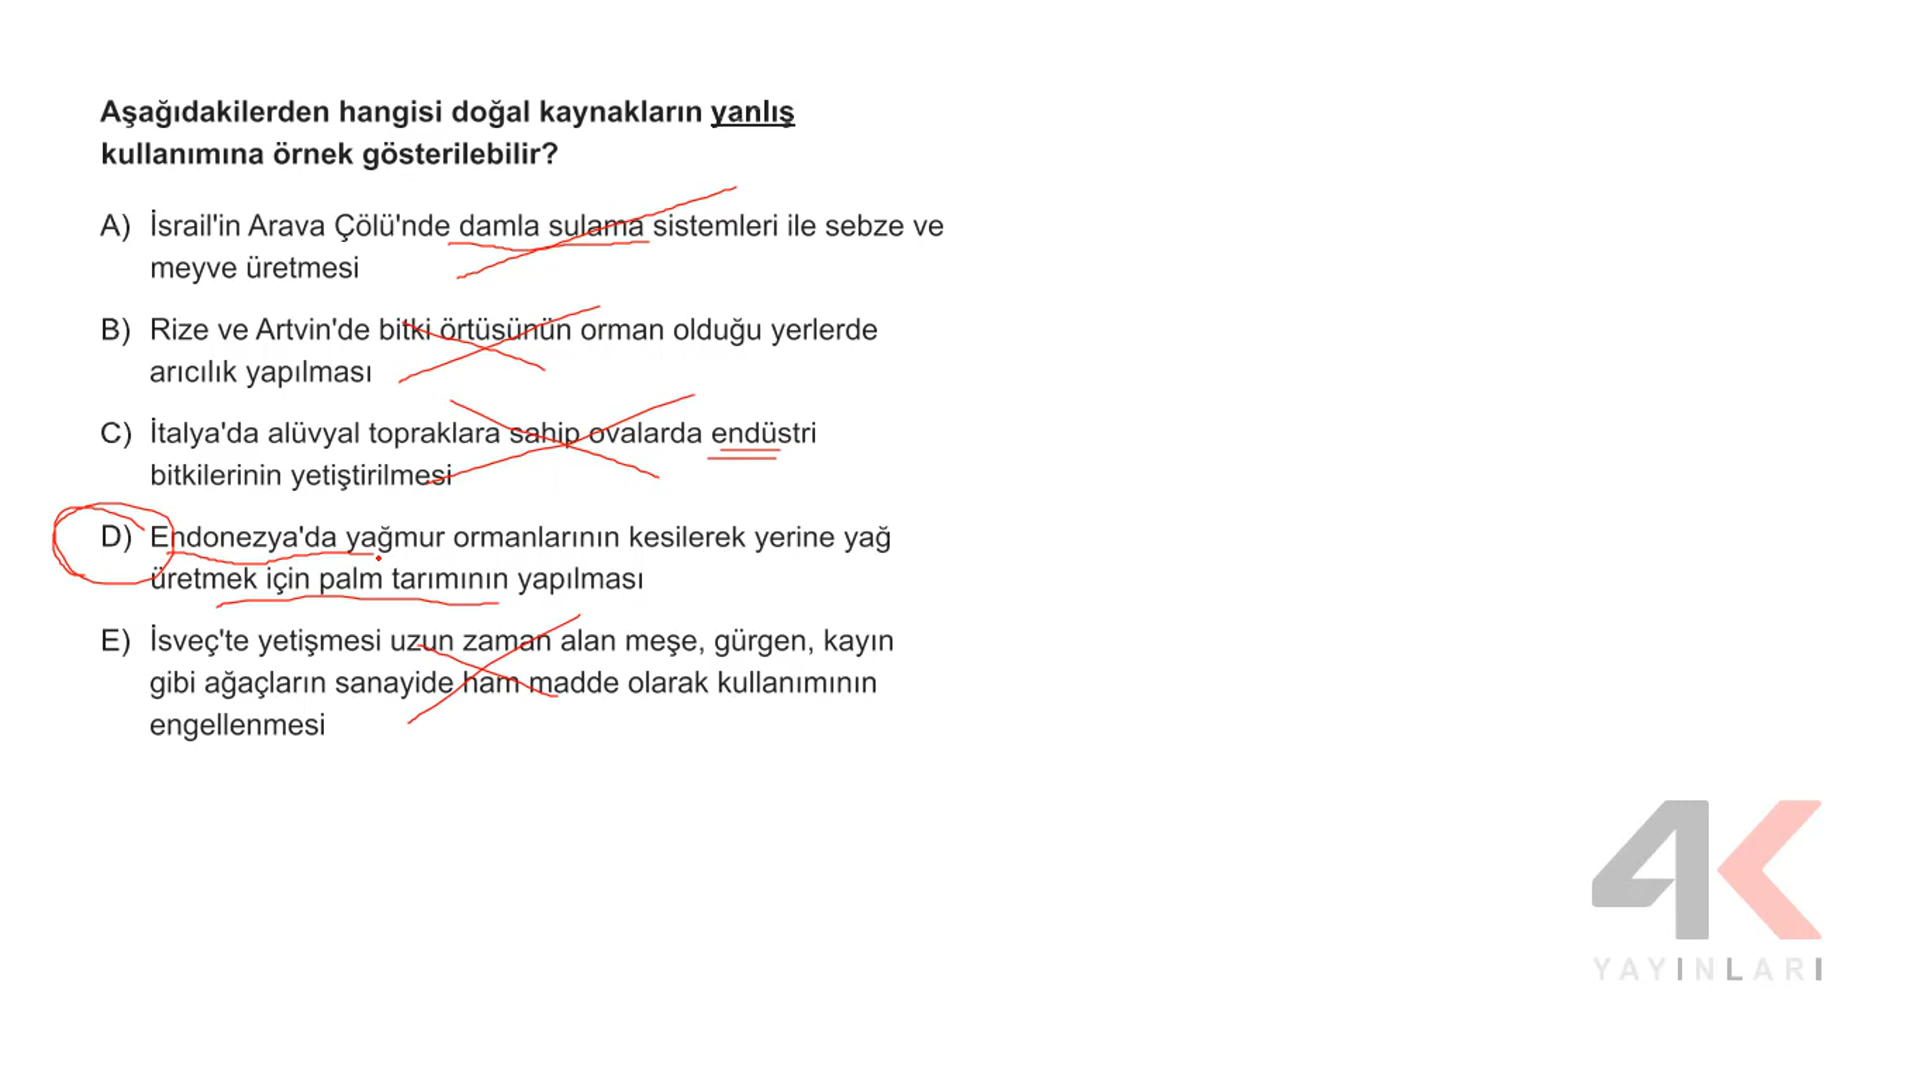 Aşağıdakilerden hangisi doğal kaynakların yanlış
kullanımına örnek gösterilebilir?
A) İsrail'in Arava Çölü'nde damla sulama sistemleri ile sebze ve
meyve üretmesi
B) Rize ve Artvin'de bitki örtüsünün orman olduğu yerlerde
arıcılık yapılması
C) İtalya'da alüvyal topraklara sahip ovalarda endüstri
bitkilerinin yetiştirilmesi
D) Endonezya'da yağmur ormanlarının kesilerek yerine yağ
üretmek için palm tarımının yapılması
E) İsveç'te yetişmesi uzun zaman alan meşe, gürgen, kayın
gibi ağaçların sanayide ham madde olarak kullanımının
engellenmesi
4K
YAYINLARI